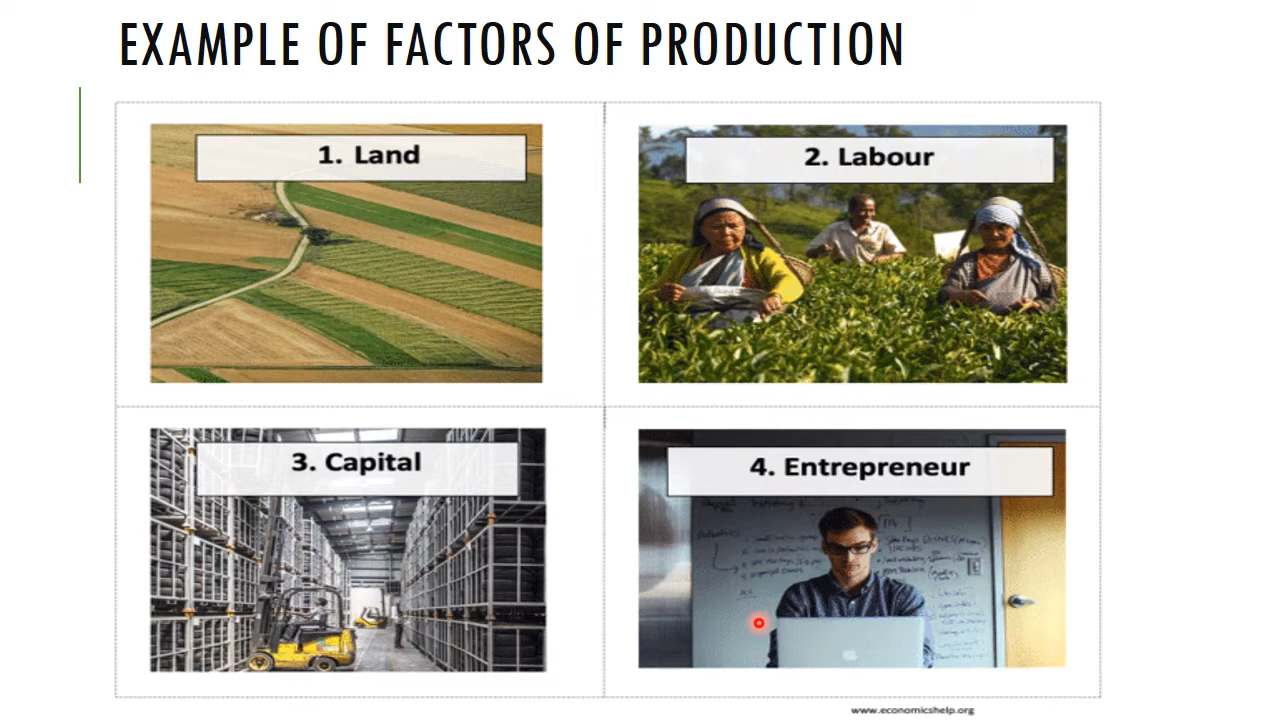 EXAMPLE OF FACTORS OF PRODUCTION
1. Land
2. Labour
3. Capital
4. Entrepreneur
www.economicshelp.org